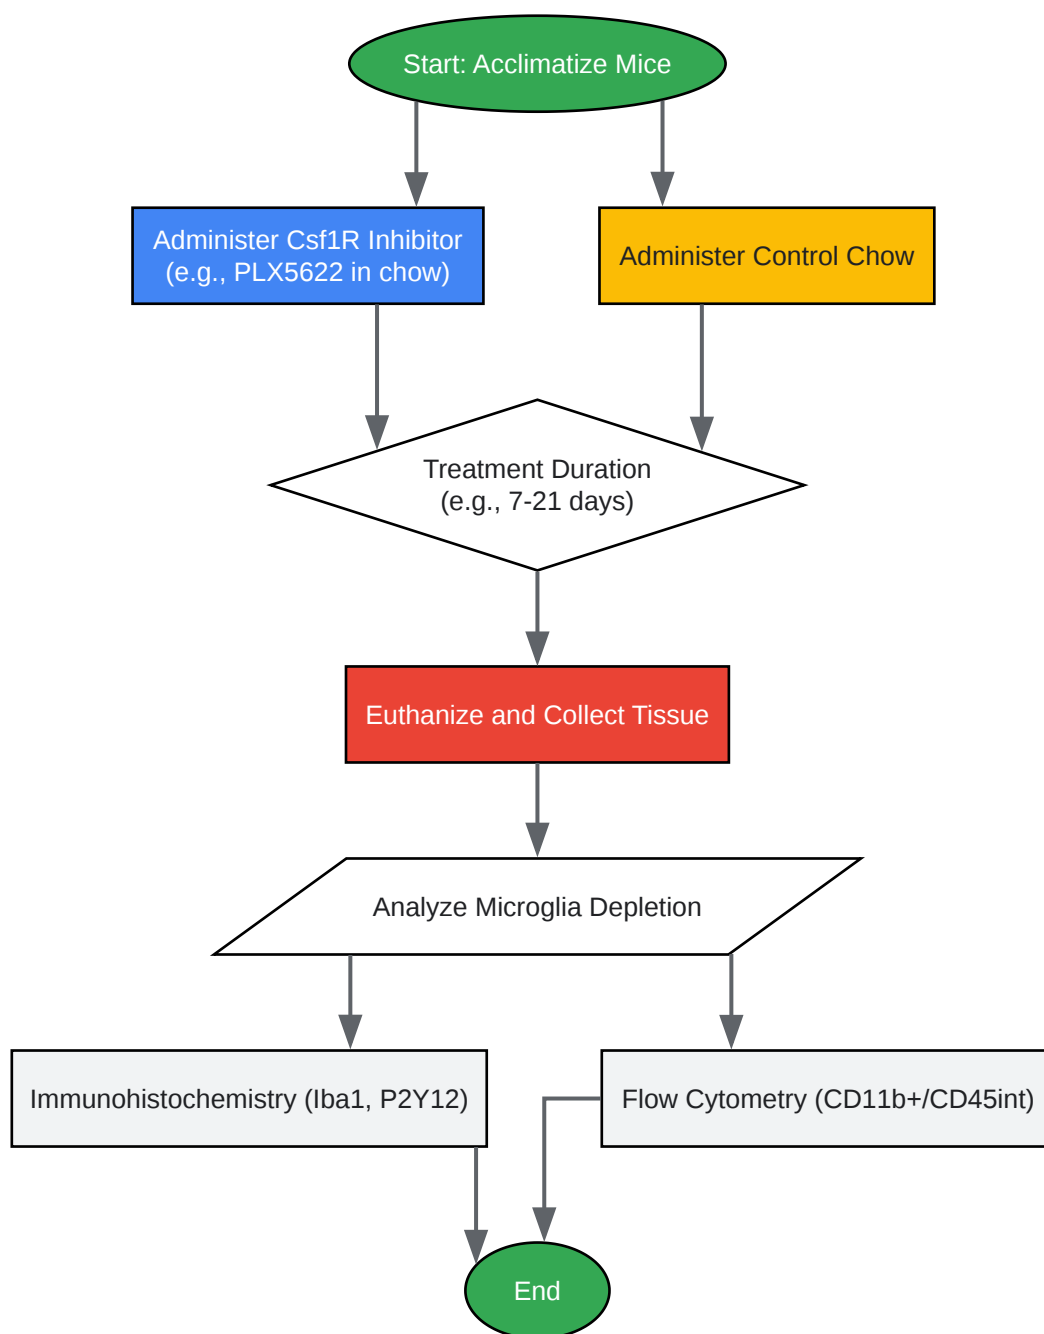 Start: Acclimatize Mice
Administer Csf1R Inhibitor
(e.g., PLX5622 in chow)
Administer Control Chow
Treatment Duration
(e.g., 7-21 days)
Euthanize and Collect Tissue
Analyze Microglia Depletion
Immunohistochemistry (Iba1, P2Y12)
Flow Cytometry (CD11b+/CD45int)
End